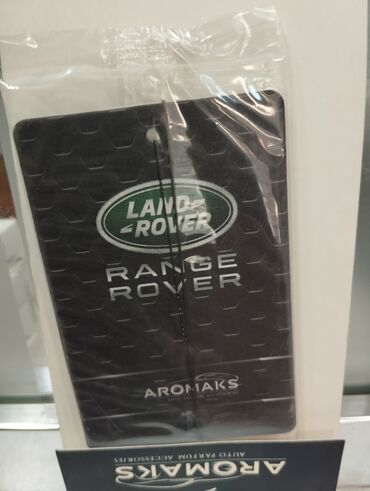 LAND-
-ROVER
RANGE
ROVER
AROMAKS
AROMAKS
AUTO PARFUM ACCESSORIES